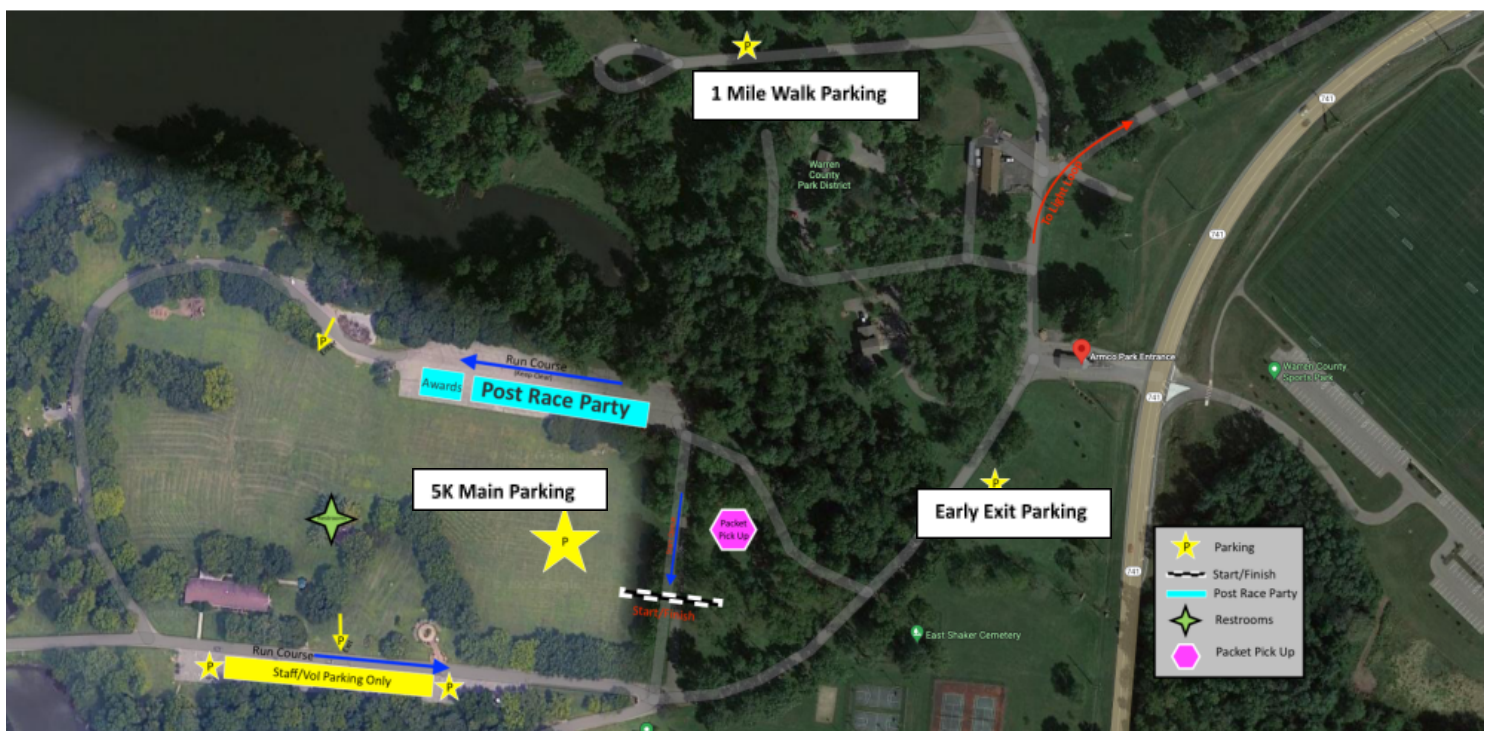 P
1 Mile Walk Parking
741
Warren
County
Park District
To Light Loop
741
P
Run Course
(Keep Clear)
Awards
Post Race Party
Armco Park Entrance
Warren County
Sports Park
741
5K Main Parking
P
Packet
Pick Up
P
Early Exit Parking
741
Start/Finish
P
Parking
Start/Finish
Post Race Party
Restrooms
Packet Pick Up
East Shaker Cemetery
P
Run Course
P
Staff/Vol Parking Only
P